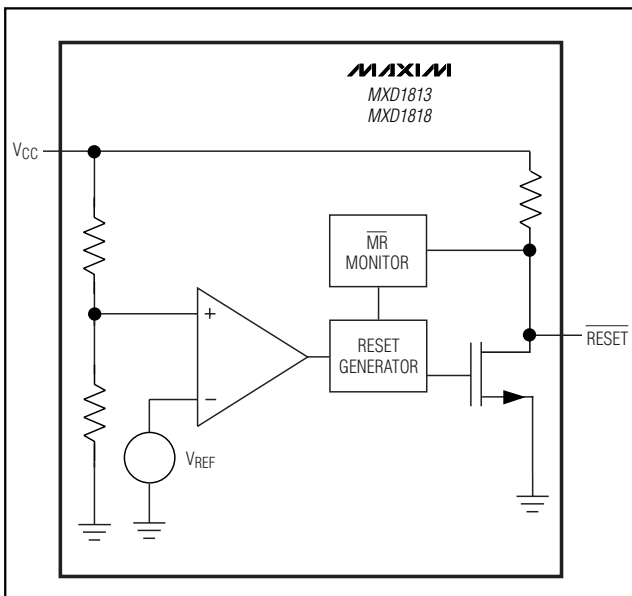 MAXIM
MXD1813
MXD1818
VCC
MR
MONITOR
+
RESET
GENERATOR
RESET
−
VREF